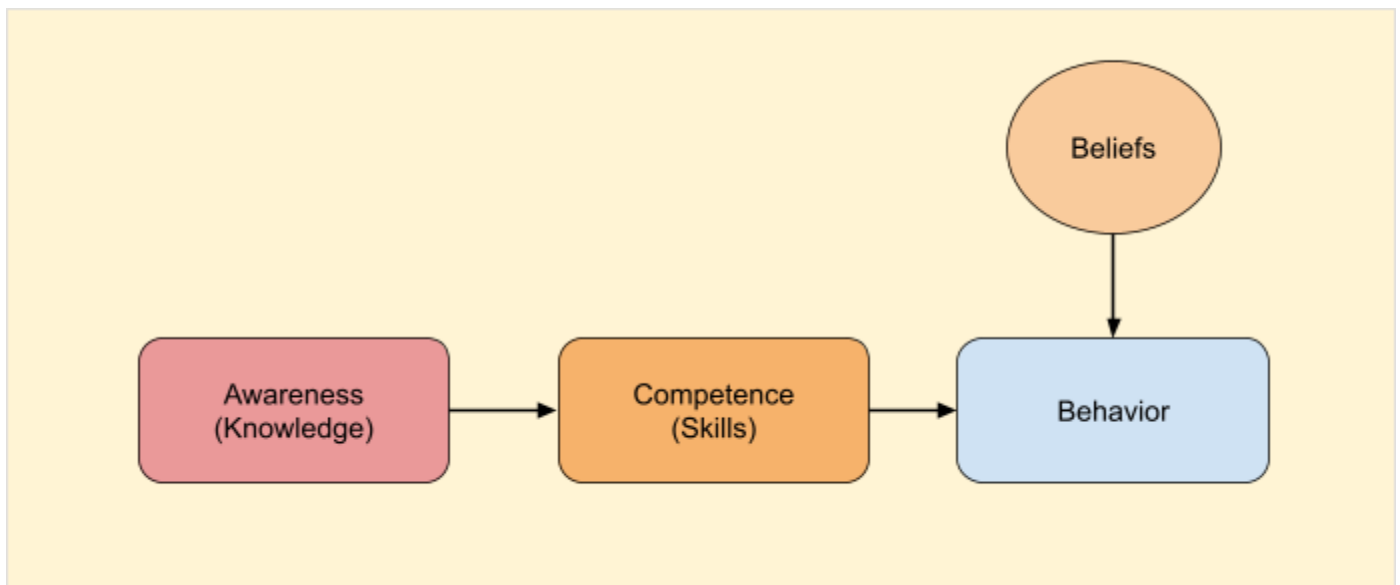 Beliefs
Awareness
(Knowledge)
Competence
(Skills)
Behavior